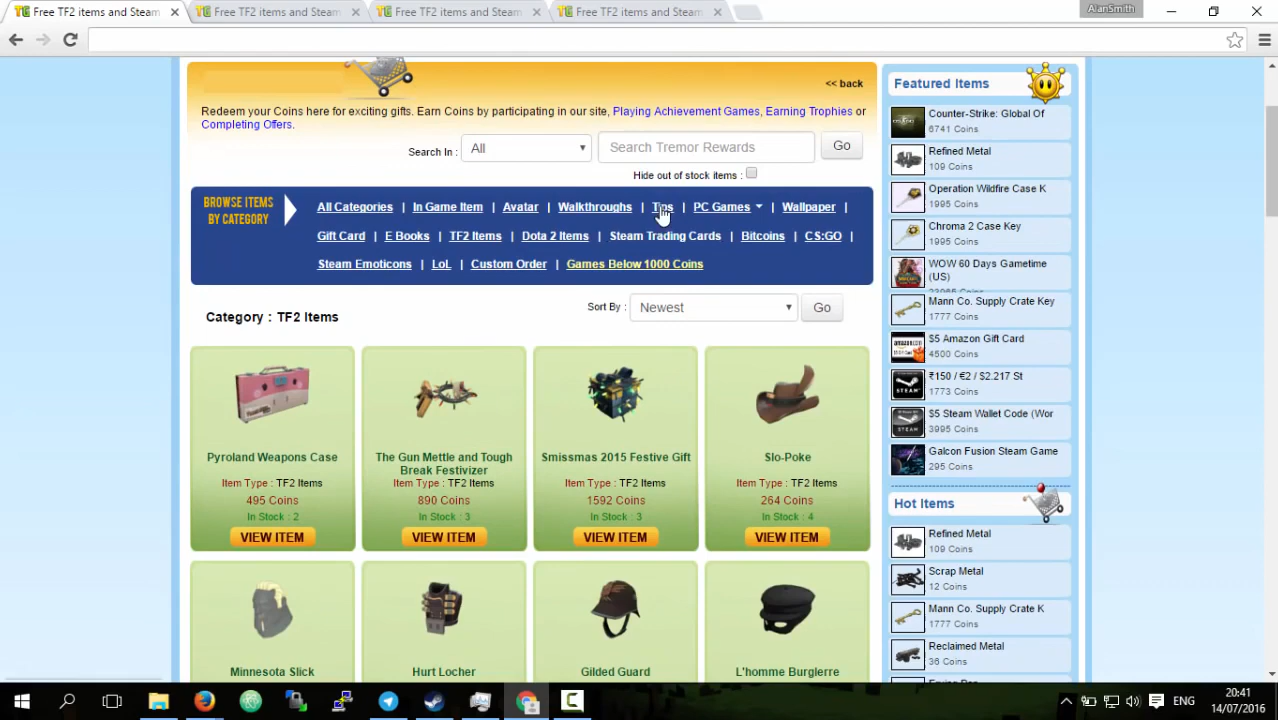 Free TF2 items and Steam
Free TF2 items and Steam
Free TF2 items and Steam
Free TF2 items and Steam
AlanSmith
<< back
Redeem your Coins here for exciting gifts. Earn Coins by participating in our site, Playing Achievement Games, Earning Trophies or
Completing Offers.
Search In :
All
Search Tremor Rewards
Go
Hide out of stock items :
BROWSE ITEMS
BY CATEGORY
All Categories | In Game Item | Avatar | Walkthroughs | Tips | PC Games | Wallpaper |
Gift Card | E Books | TF2 Items | Dota 2 Items | Steam Trading Cards | Bitcoins | CS:GO |
Steam Emoticons | LoL | Custom Order | Games Below 1000 Coins
Category : TF2 Items
Sort By :
Newest
Go
Pyroland Weapons Case
Item Type : TF2 Items
495 Coins
In Stock : 2
VIEW ITEM
The Gun Mettle and Tough
Break Festivizer
Item Type : TF2 Items
890 Coins
In Stock : 3
VIEW ITEM
Smissmas 2015 Festive Gift
Item Type : TF2 Items
1592 Coins
In Stock : 3
VIEW ITEM
Slo-Poke
Item Type : TF2 Items
264 Coins
In Stock : 4
VIEW ITEM
Minnesota Slick
Hurt Locher
Gilded Guard
L'homme Burglerre
Featured Items
Counter-Strike: Global Of
6741 Coins
Refined Metal
109 Coins
Operation Wildfire Case K
1995 Coins
Chroma 2 Case Key
1995 Coins
WOW 60 Days Gametime
(US)
Mann Co. Supply Crate Key
1777 Coins
$5 Amazon Gift Card
4500 Coins
₹150 / €2 / $2.217 St
1773 Coins
$5 Steam Wallet Code (Wor
3995 Coins
Galcon Fusion Steam Game
295 Coins
Hot Items
Refined Metal
109 Coins
Scrap Metal
12 Coins
Mann Co. Supply Crate K
1777 Coins
Reclaimed Metal
36 Coins
ENG
20:41
14/07/2016